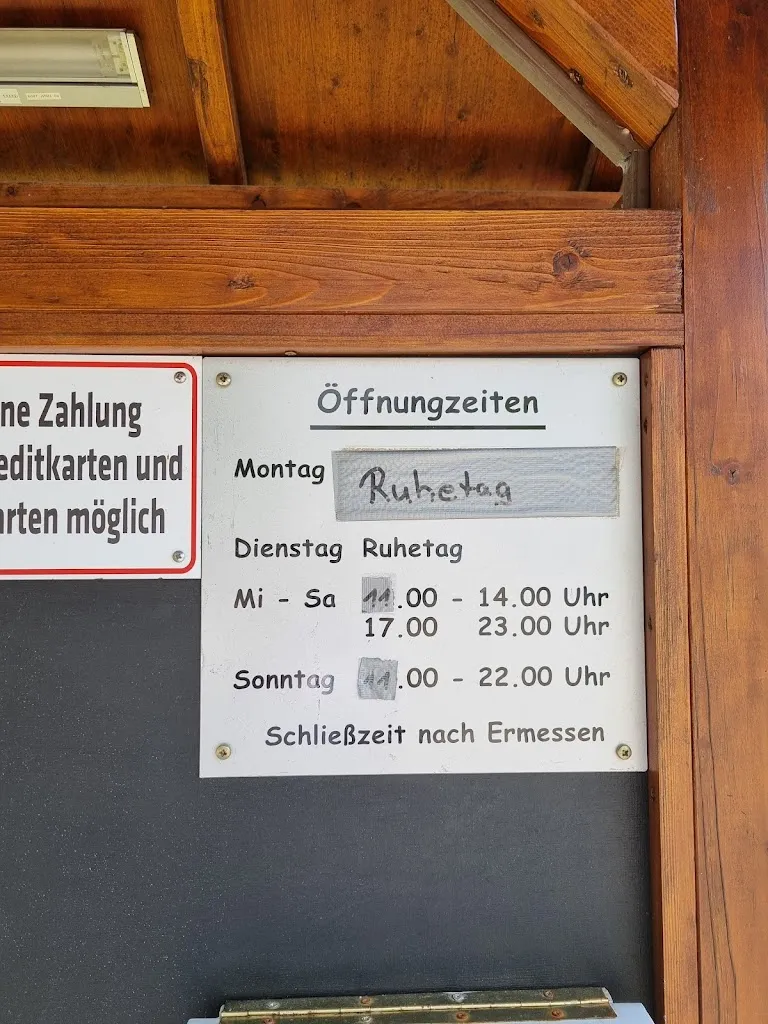 ne Zahlung
editkarten und
arten möglich
Öffnungszeiten
Montag Ruhetag
Dienstag Ruhetag
Mi - Sa 11.00 - 14.00 Uhr
17.00 23.00 Uhr
Sonntag 11.00 - 22.00 Uhr
Schließzeit nach Ermessen